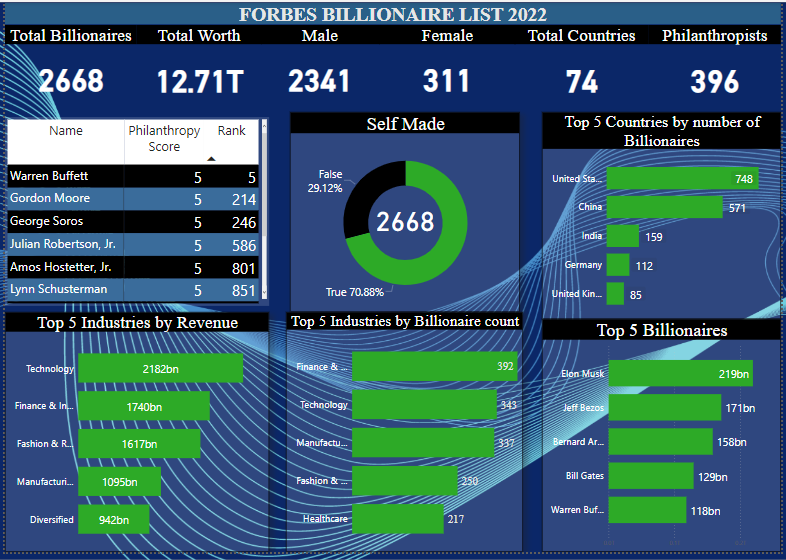 FORBES BILLIONAIRE LIST 2022
Total Billionaires
Total Worth
Male
Female
Total Countries
Philanthropists
2668
12.71T
2341
311
74
396
Name
Philanthropy
Score
Rank
Warren Buffett 5 5
Gordon Moore 5 214
George Soros 5 246
Julian Robertson, Jr. 5 586
Amos Hostetter, Jr. 5 801
Lynn Schusterman 5 851
Self Made
False
29.12%
2668
True 70.88%
Top 5 Countries by number of
Billionaires
United Sta... 748
China 571
India 159
Germany 112
United Kin... 85
Top 5 Industries by Revenue
Technology 2182bn
Finance & In... 1740bn
Fashion & R... 1617bn
Manufacturi... 1095bn
Diversified 942bn
Top 5 Industries by Billionaire count
Finance & ... 392
Technology 343
Manufactu... 337
Fashion & ... 250
Healthcare 217
Top 5 Billionaires
Elon Musk 219bn
Jeff Bezos 171bn
Bernard Ar... 158bn
Bill Gates 129bn
Warren Buf... 118bn